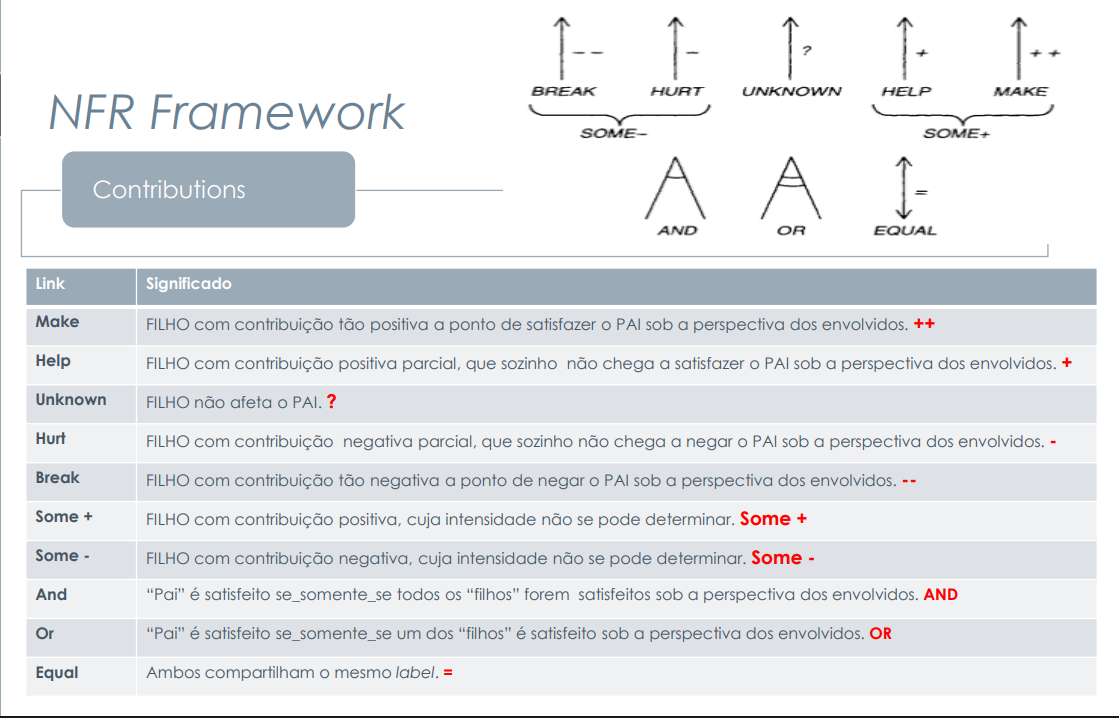 -- - ? + ++
BREAK HURT UNKNOWN HELP MAKE
SOME- SOME+
NFR Framework
Contributions
=
AND OR EQUAL
Link Significado
Make FILHO com contribuição tão positiva a ponto de satisfazer o PAI sob a perspectiva dos envolvidos. ++
Help FILHO com contribuição positiva parcial, que sozinho não chega a satisfazer o PAI sob a perspectiva dos envolvidos. +
Unknown FILHO não afeta o PAI. ?
Hurt FILHO com contribuição negativa parcial, que sozinho não chega a negar o PAI sob a perspectiva dos envolvidos. -
Break FILHO com contribuição tão negativa a ponto de negar o PAI sob a perspectiva dos envolvidos. --
Some + FILHO com contribuição positiva, cuja intensidade não se pode determinar. Some +
Some - FILHO com contribuição negativa, cuja intensidade não se pode determinar. Some -
And “Pai” é satisfeito se_somente_se todos os “filhos” forem satisfeitos sob a perspectiva dos envolvidos. AND
Or “Pai” é satisfeito se_somente_se um dos “filhos” é satisfeito sob a perspectiva dos envolvidos. OR
Equal Ambos compartilham o mesmo label. =